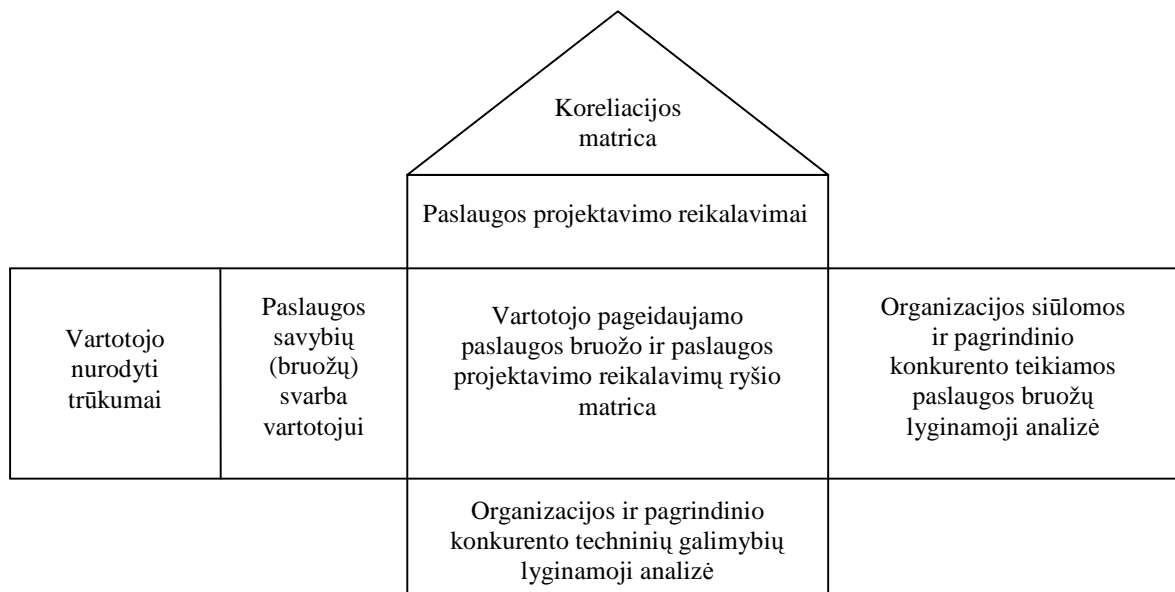 Koreliacijos
matrica
Paslaugos projektavimo reikalavimai
Vartotojo
nurodyti
trūkumai
Paslaugos
savybių
(bruožų)
svarba
vartotojui
Vartotojo pageidaujamo
paslaugos bruožo ir paslaugos
projektavimo reikalavimų ryšio
matrica
Organizacijos siūlomos
ir pagrindinio
konkurento teikiamos
paslaugos bruožų
lyginamoji analizė
Organizacijos ir pagrindinio
konkurento techninių galimybių
lyginamoji analizė